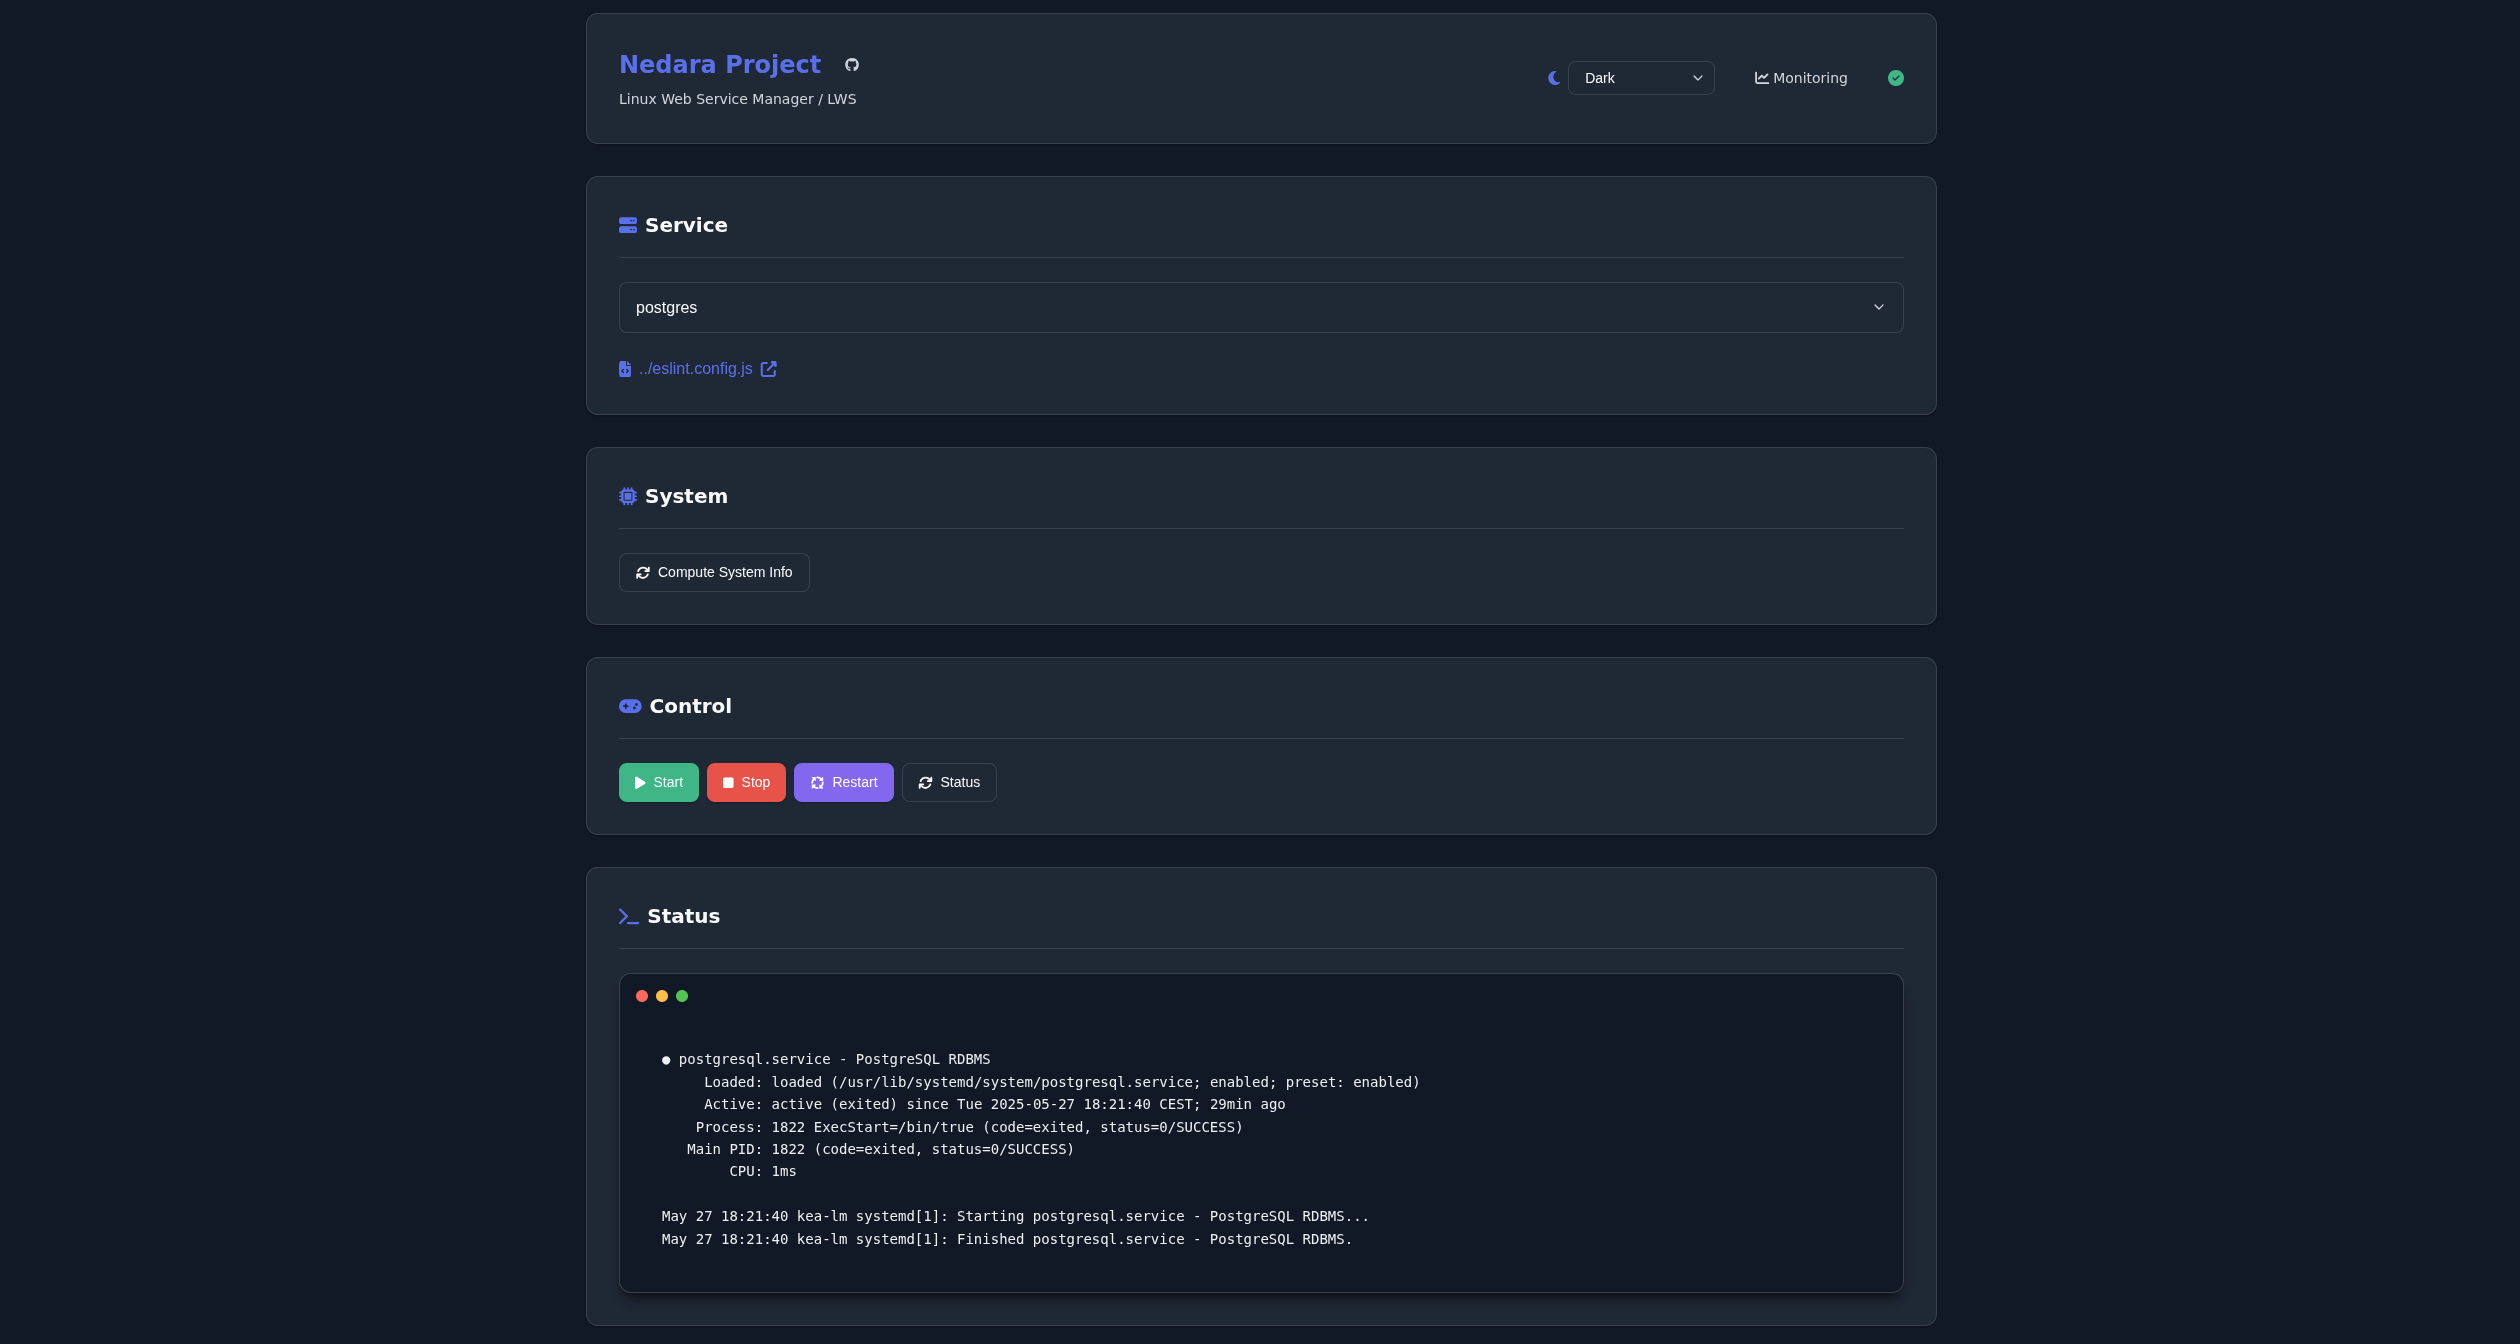 Nedara Project
Linux Web Service Manager / LWS
Dark
Monitoring
Service
postgres
../eslint.config.js
System
Compute System Info
Control
Start
Stop
Restart
Status
Status
● postgresql.service - PostgreSQL RDBMS
Loaded: loaded (/usr/lib/systemd/system/postgresql.service; enabled; preset: enabled)
Active: active (exited) since Tue 2025-05-27 18:21:40 CEST; 29min ago
Process: 1822 ExecStart=/bin/true (code=exited, status=0/SUCCESS)
Main PID: 1822 (code=exited, status=0/SUCCESS)
CPU: 1ms
May 27 18:21:40 kea-lm systemd[1]: Starting postgresql.service - PostgreSQL RDBMS...
May 27 18:21:40 kea-lm systemd[1]: Finished postgresql.service - PostgreSQL RDBMS.